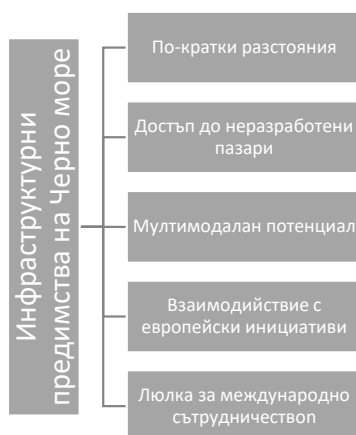 Инфраструктурни
предимства на Черно море
По-кратки разстояния
Достъп до неразработени
пазари
Мултимодалан потенциал
Взаимодействие с
европейски инициативи
Люлка за международно
сътрудничествоn